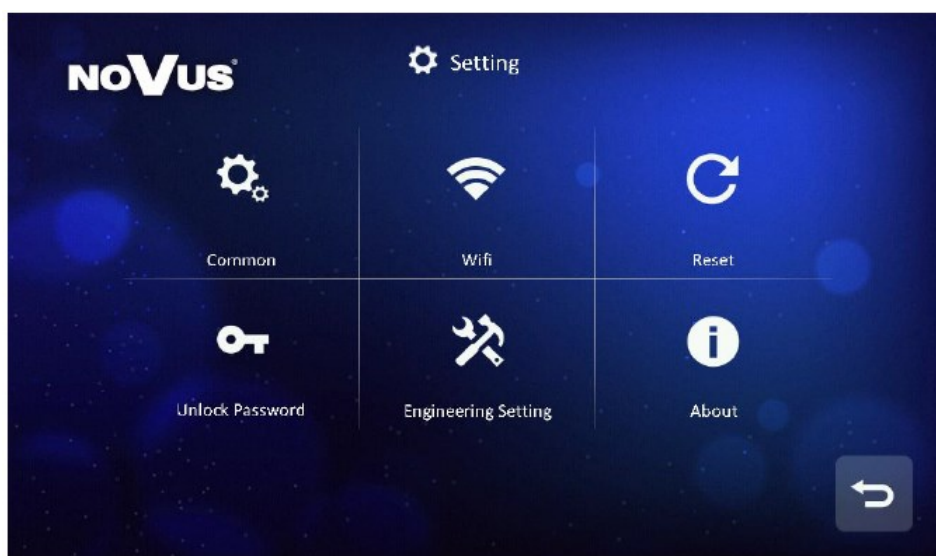 NOVUS
Setting
Common
Wifi
Reset
Unlock Password
Engineering Setting
About